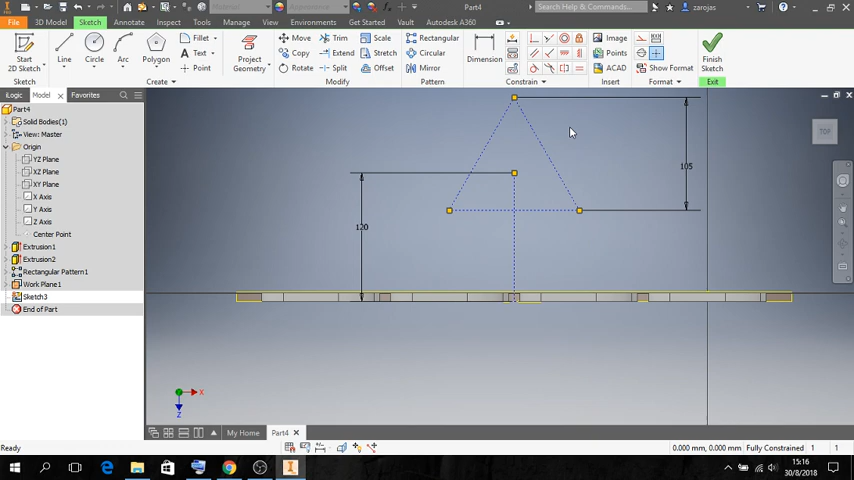 Part4
Search Help & Commands...
zarojas
File
3D Model
Sketch
Annotate
Inspect
Tools
Manage
View
Environments
Get Started
Vault
Autodesk A360
Start
2D Sketch
Line
Circle
Arc
Polygon
Fillet
Text
Point
Rectangular
Project
Geometry
Move
Copy
Rotate
Trim
Extend
Split
Scale
Stretch
Offset
Rectangular
Circular
Mirror
Dimension
Image
Points
ACAD
Show Format
Finish
Sketch
Sketch
Create
Modify
Pattern
Constrain
Insert
Format
Exit
iLogic
Model
Favorites
Part4
Solid Bodies(1)
View: Master
Origin
YZ Plane
XZ Plane
XY Plane
X Axis
Y Axis
Z Axis
Center Point
Extrusion1
Extrusion2
Rectangular Pattern1
Work Plane1
Sketch3
End of Part
TOP
105
120
X
Z
My Home
Part4
Ready
0.000 mm, 0.000 mm
Fully Constrained
1
1
15:16
30/8/2018